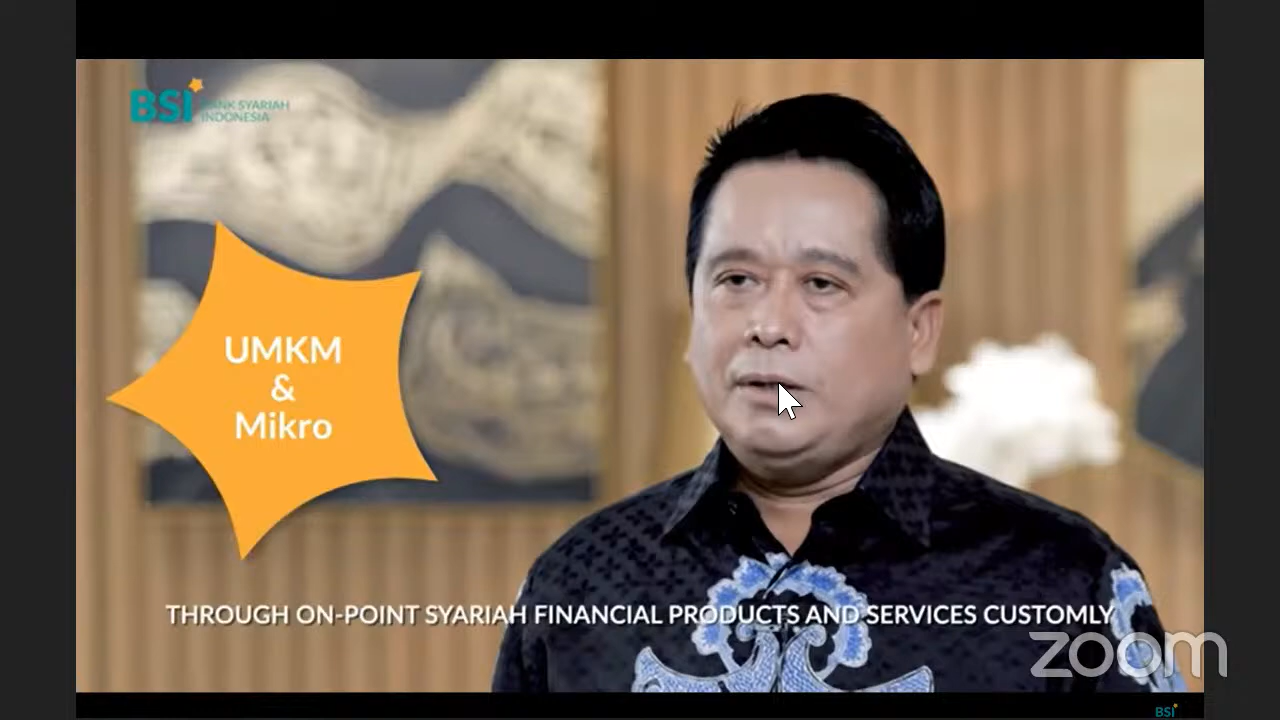 BSI BANK SYARIAH
INDONESIA
UMKM
&
Mikro
THROUGH ON-POINT SYARIAH FINANCIAL PRODUCTS AND SERVICES CUSTOMLY
zoom
BSI